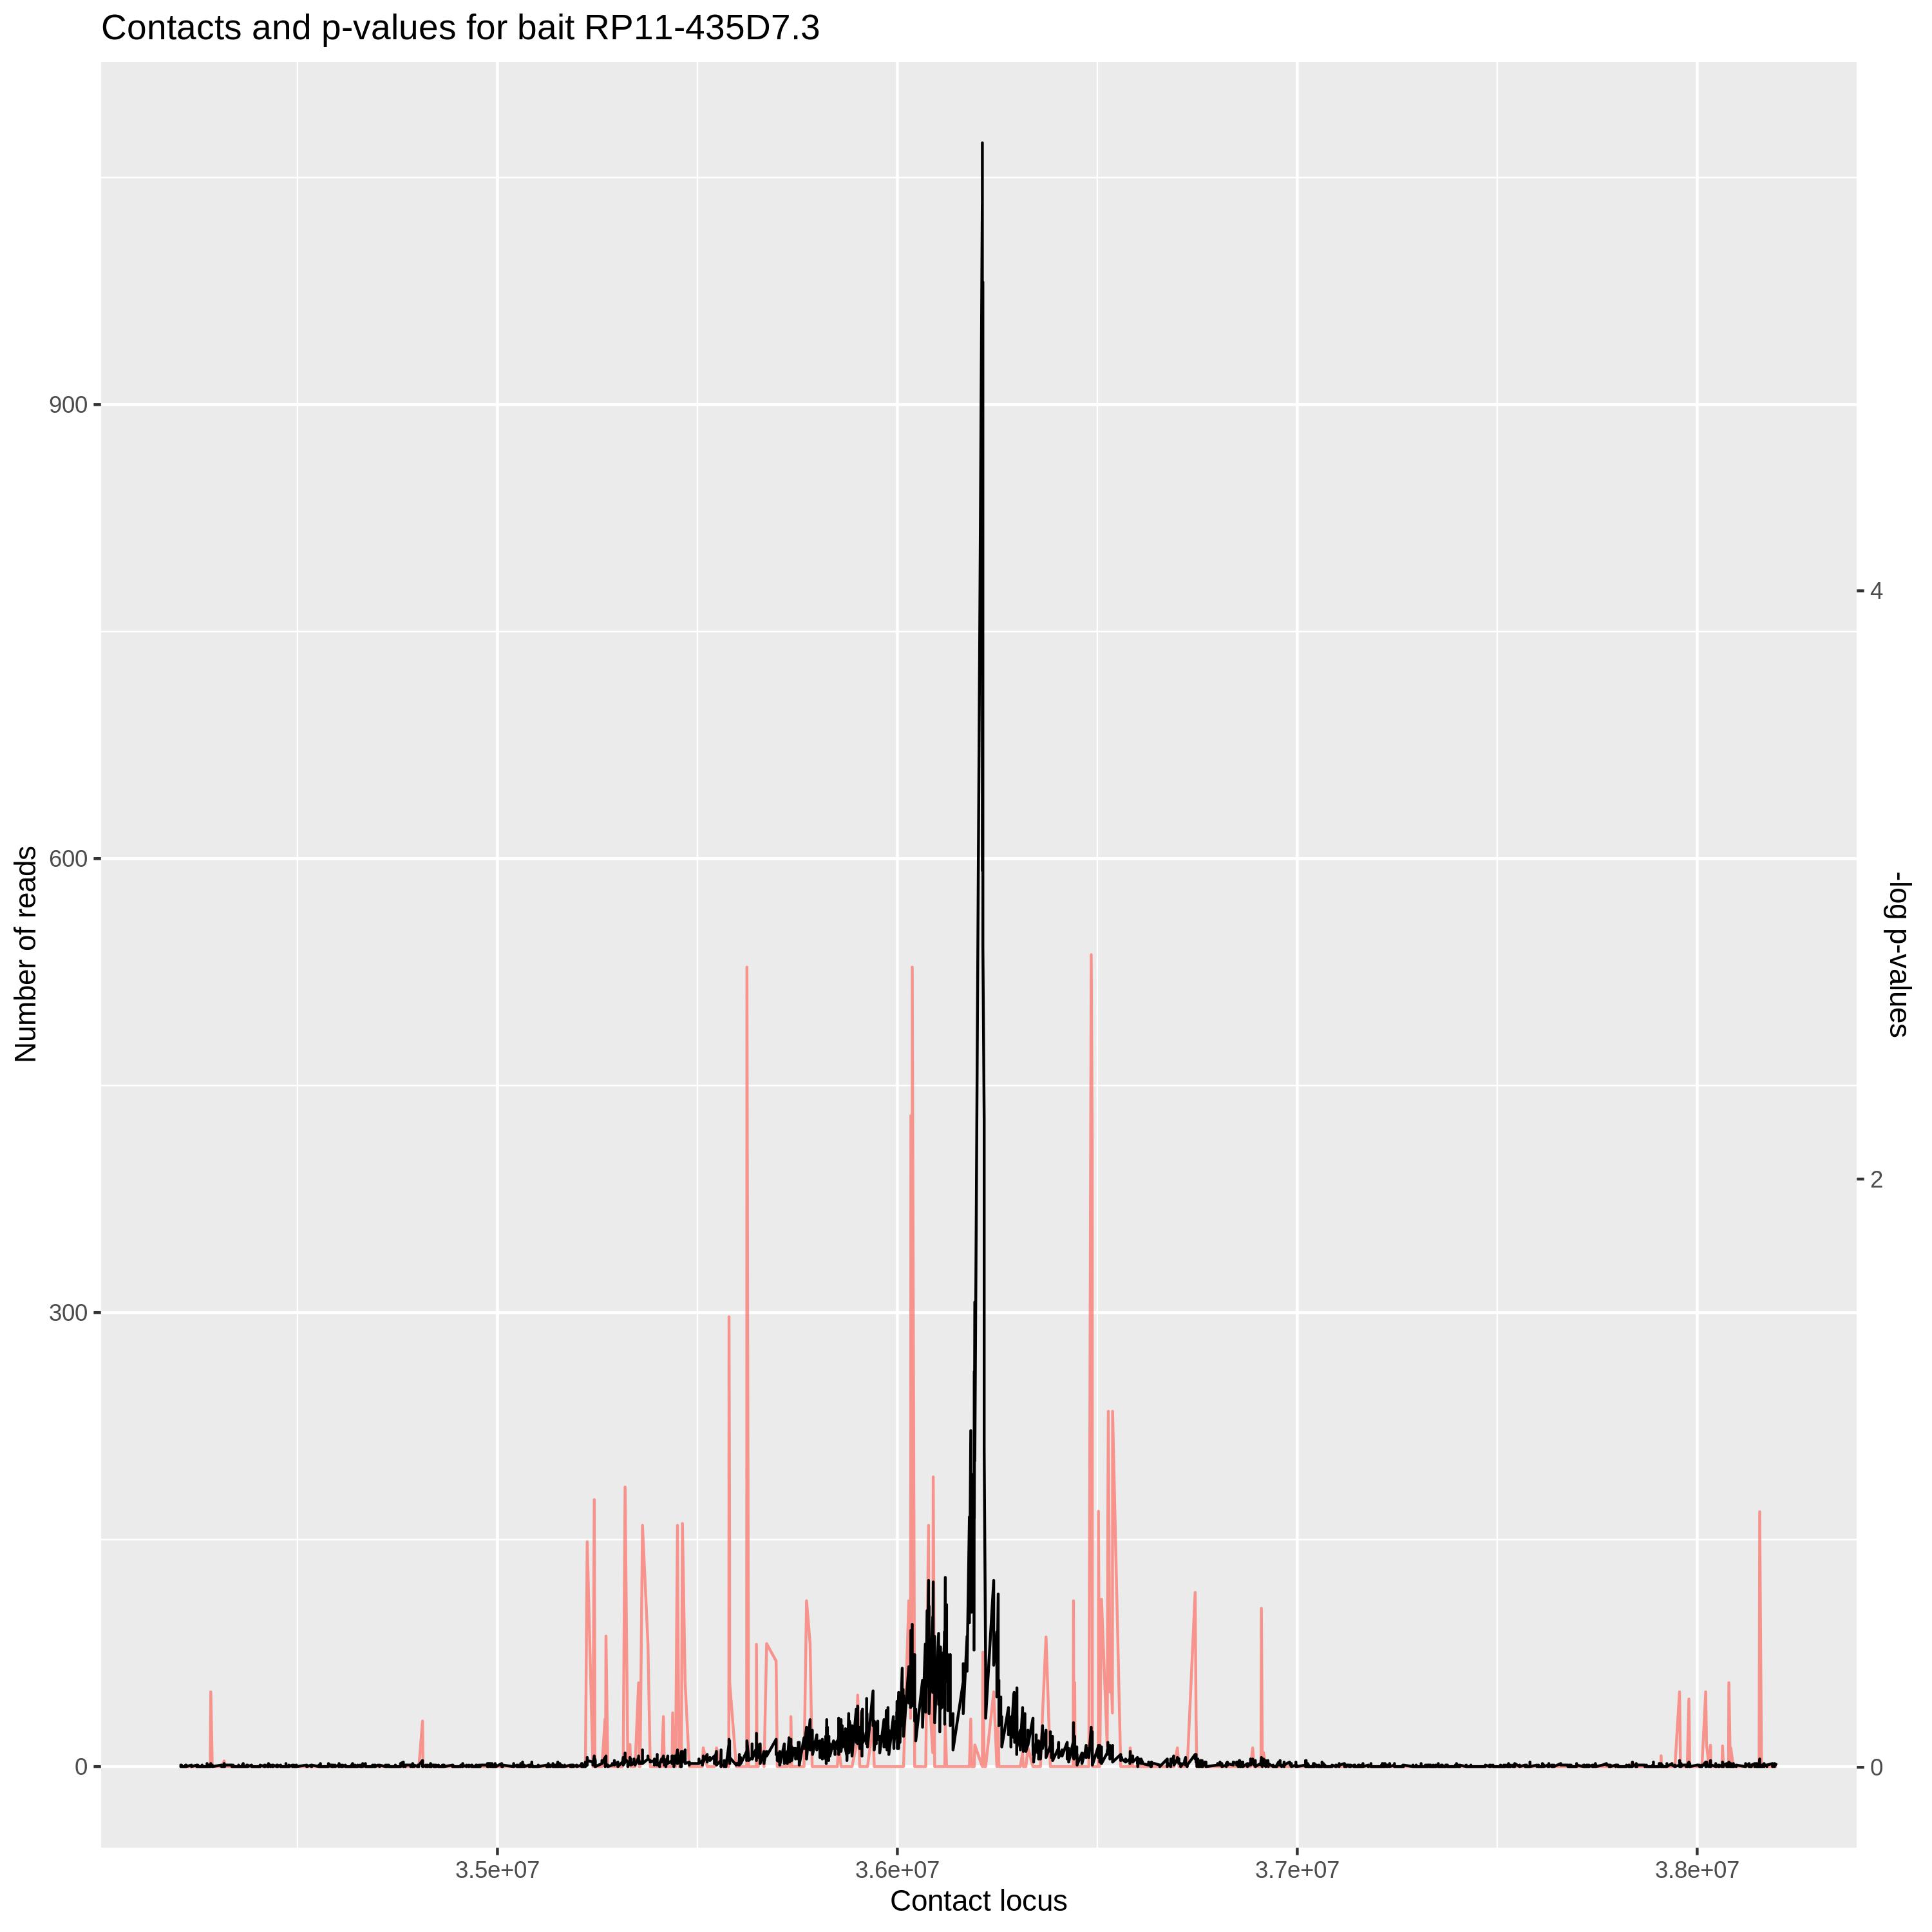 Contacts and p-values for bait RP11-435D7.3
Number of reads
900
600
300
0
4
2
0
-log p-values
3.5e+07 3.6e+07 3.7e+07 3.8e+07
Contact locus